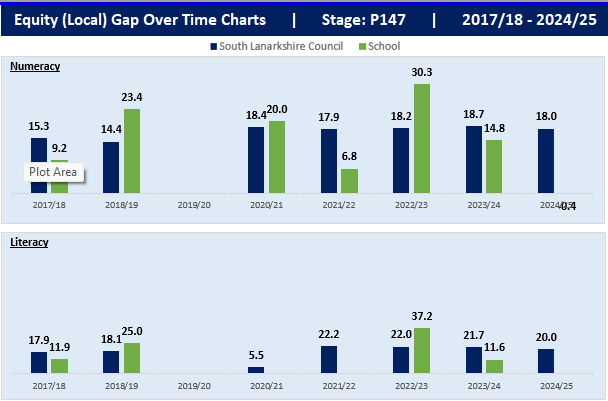 Equity (Local) Gap Over Time Charts | Stage: P147 | 2017/18 - 2024/25
South Lanarkshire Council School
Numeracy
30.3
23.4
18.4 20.0 17.9 18.2 18.7 18.0
15.3 14.4 14.8
9.2 6.8
Plot Area
2017/18 2018/19 2019/20 2020/21 2021/22 2022/23 2023/24 2024/25
-0.4
Literacy
37.2
25.0 22.2 22.0 21.7 20.0
17.9 11.9 18.1 11.6
5.5
2017/18 2018/19 2019/20 2020/21 2021/22 2022/23 2023/24 2024/25